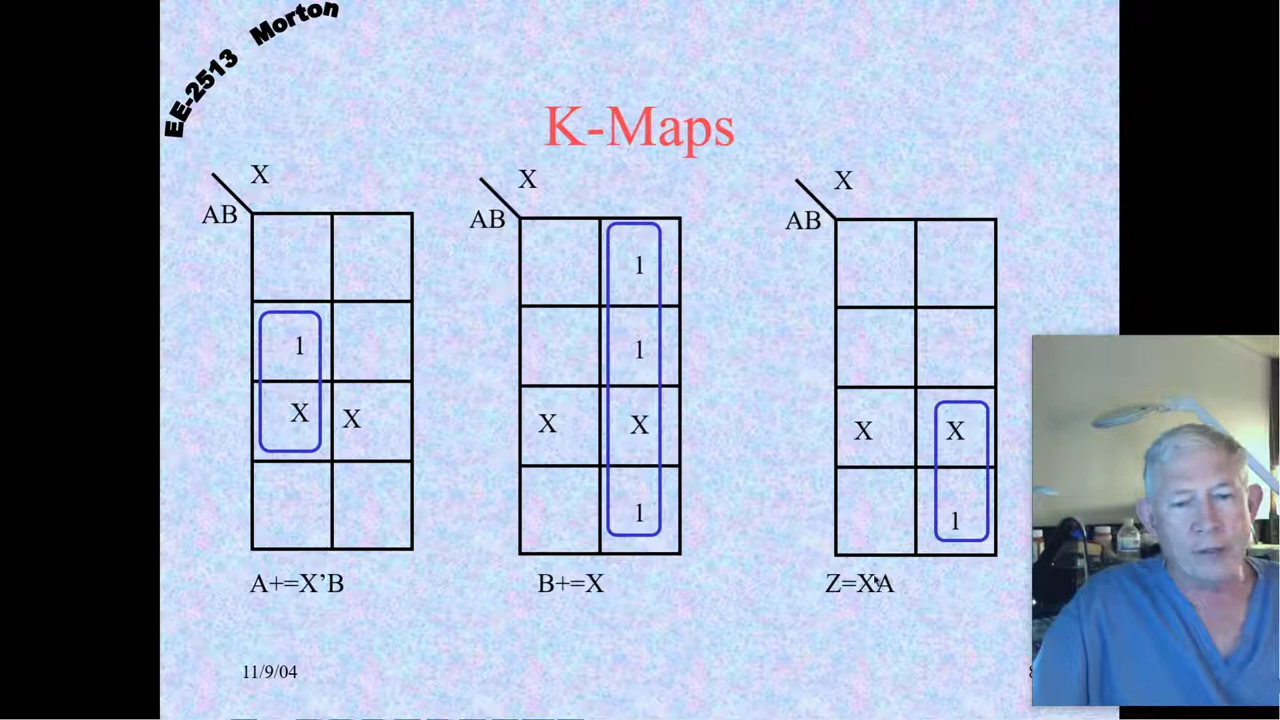 EE-2513 Morton
K-Maps
X
AB
1
X X
A+=X’B
X
AB
1
1
X X
1
B+=X
X
AB
X X
1
Z=XA
11/9/04